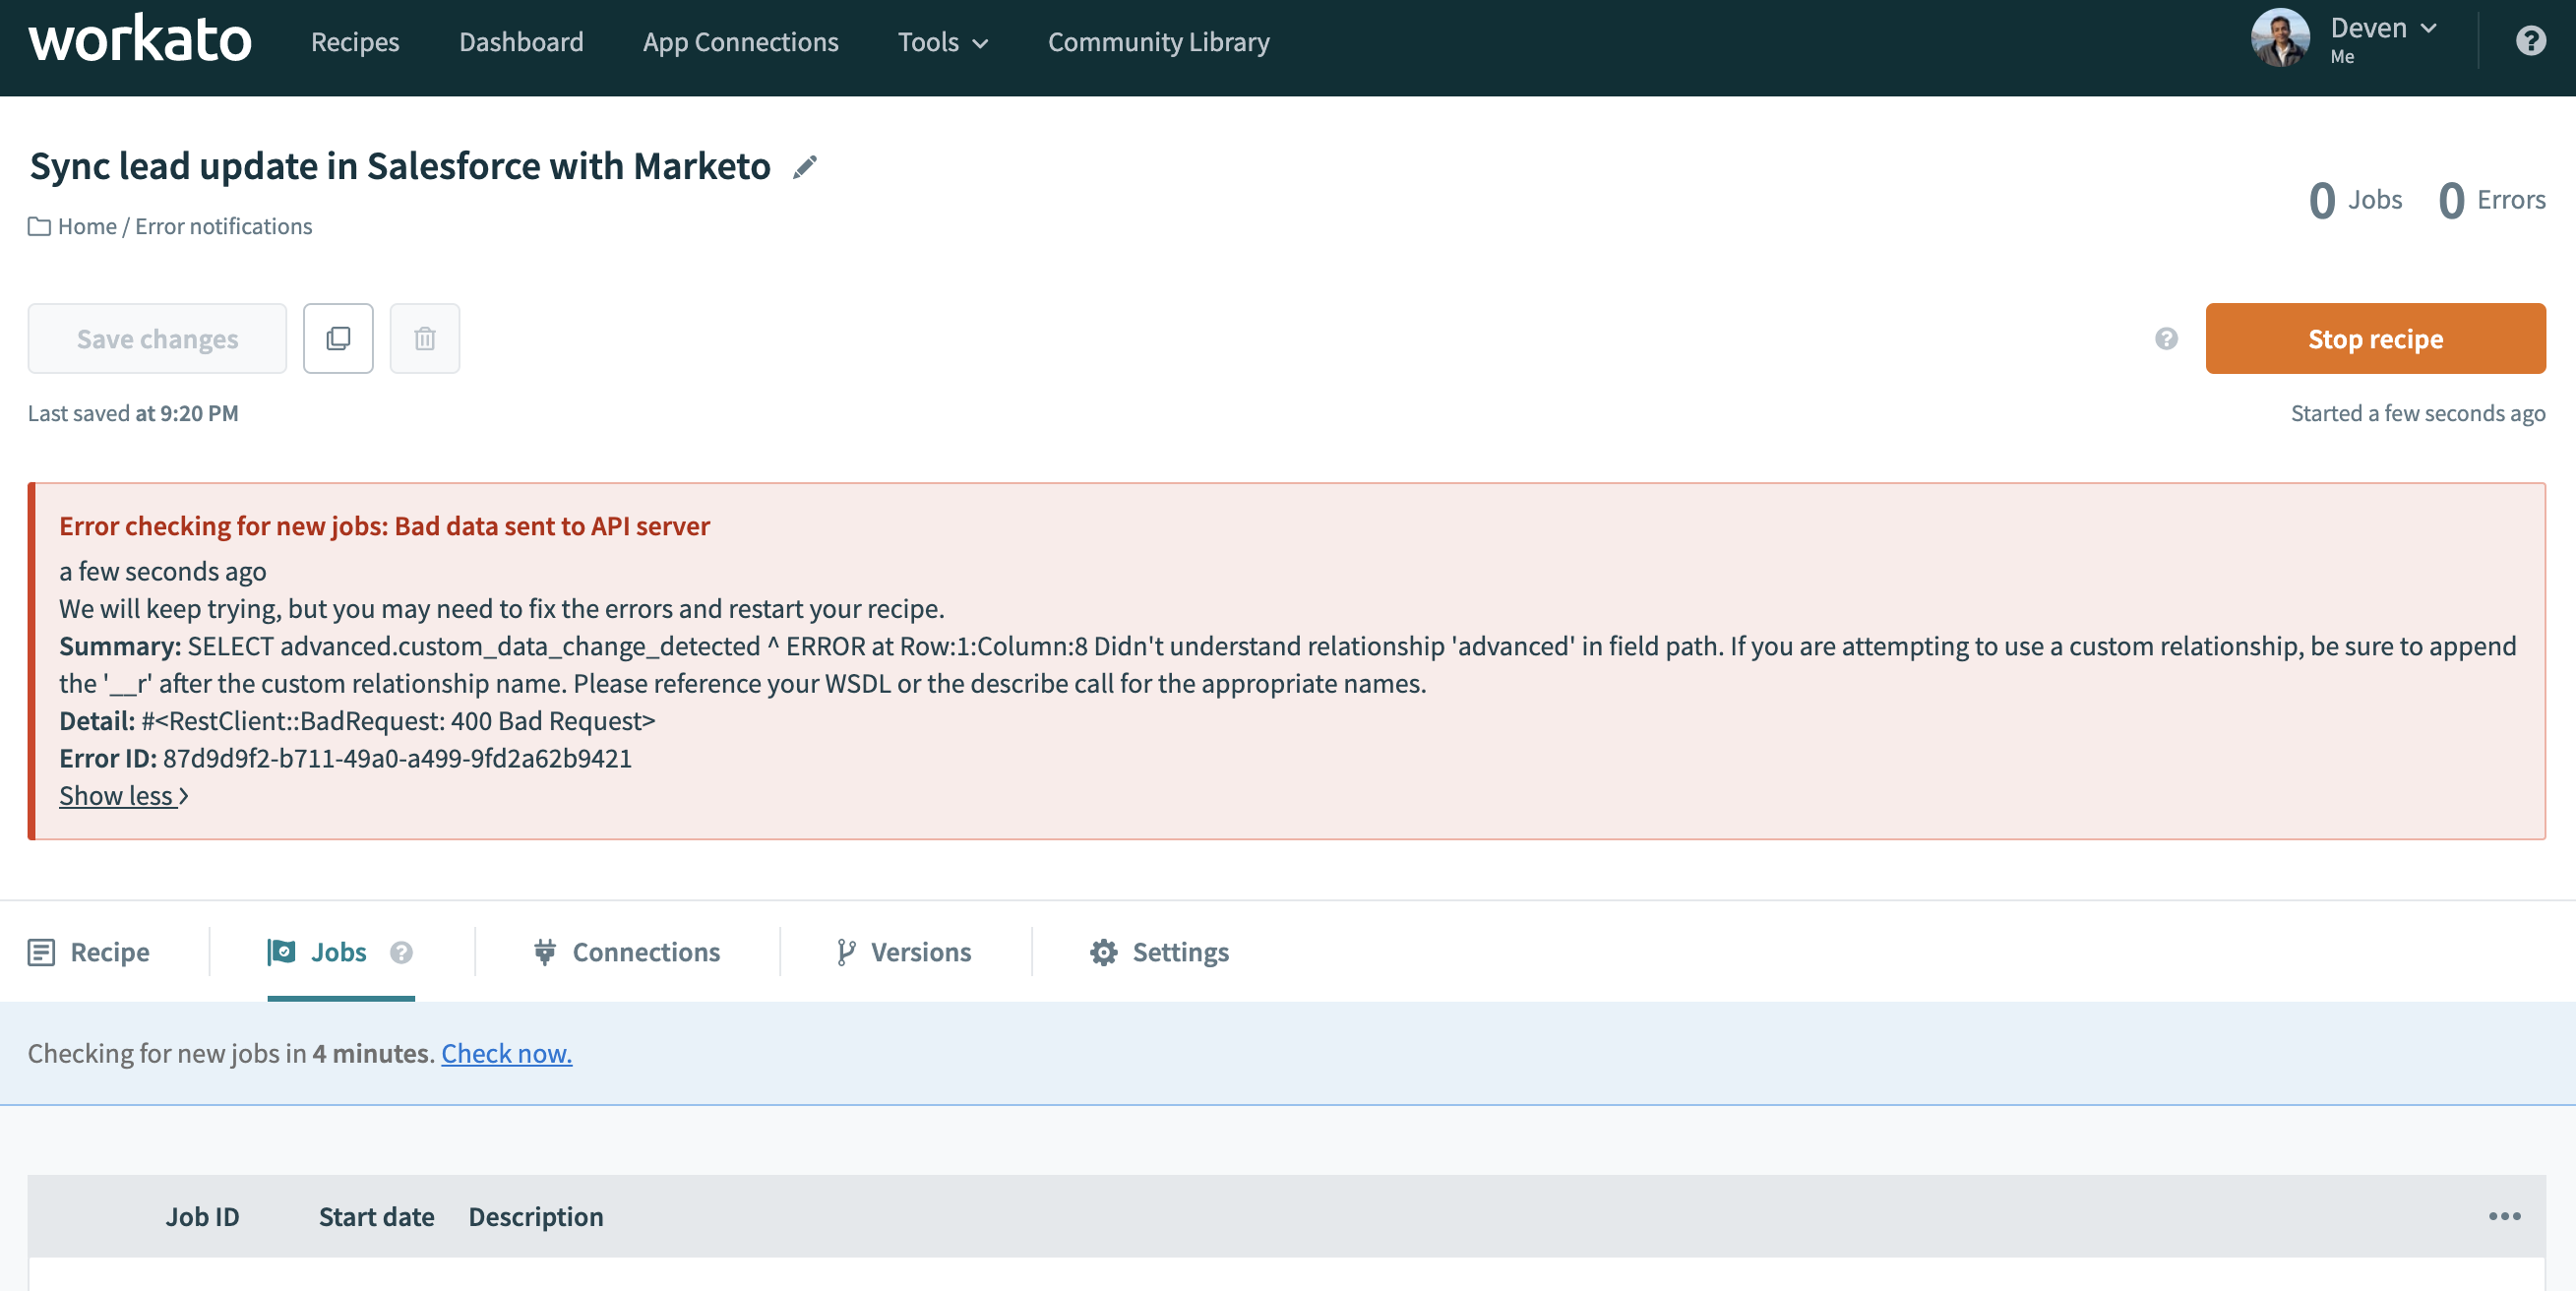 workato Recipes Dashboard App Connections Tools Community Library Deven
Me
Sync lead update in Salesforce with Marketo
0 Jobs 0 Errors
Home / Error notifications
Save changes
? Stop recipe
Last saved at 9:20 PM
Started a few seconds ago
Error checking for new jobs: Bad data sent to API server
a few seconds ago
We will keep trying, but you may need to fix the errors and restart your recipe.
Summary: SELECT advanced.custom_data_change_detected ^ ERROR at Row:1:Column:8 Didn't understand relationship 'advanced' in field path. If you are attempting to use a custom relationship, be sure to append
the '__r' after the custom relationship name. Please reference your WSDL or the describe call for the appropriate names.
Detail: #<RestClient::BadRequest: 400 Bad Request>
Error ID: 87d9d9f2-b711-49a0-a499-9fd2a62b9421
Show less >
Recipe Jobs ? Connections Versions Settings
Checking for new jobs in 4 minutes. Check now.
Job ID Start date Description